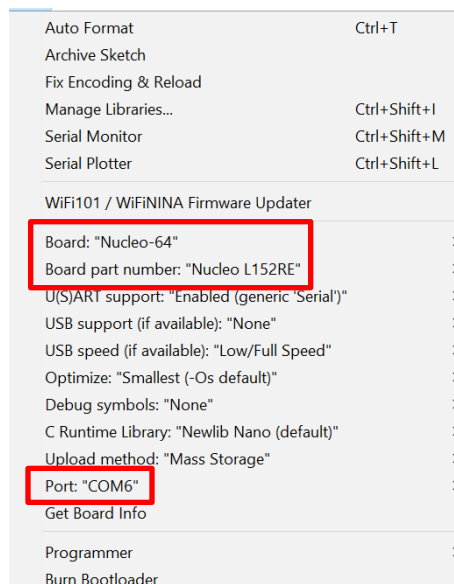 Auto Format Ctrl+T
Archive Sketch
Fix Encoding & Reload
Manage Libraries... Ctrl+Shift+I
Serial Monitor Ctrl+Shift+M
Serial Plotter Ctrl+Shift+L
WiFi101 / WiFiNINA Firmware Updater
Board: "Nucleo-64"
Board part number: "Nucleo L152RE"
U(S)ART support: "Enabled (generic 'Serial')"
USB support (if available): "None"
USB speed (if available): "Low/Full Speed"
Optimize: "Smallest (-Os default)"
Debug symbols: "None"
C Runtime Library: "Newlib Nano (default)"
Upload method: "Mass Storage"
Port: "COM6"
Get Board Info
Programmer
Burn Bootloader